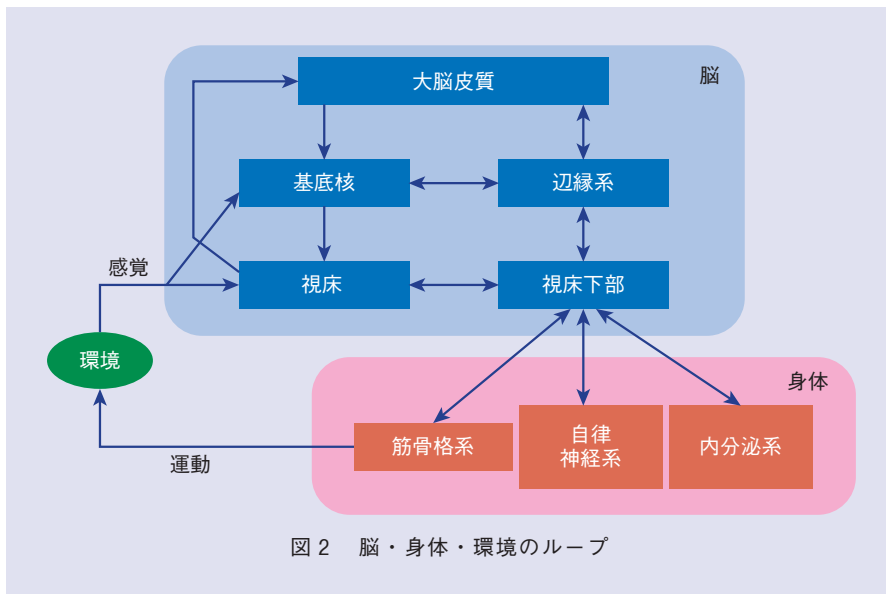 脳
大脳皮質
基底核
辺縁系
感覚
視床
視床下部
環境
身体
筋骨格系
自律
神経系
内分泌系
運動
図2 脳・身体・環境のループ